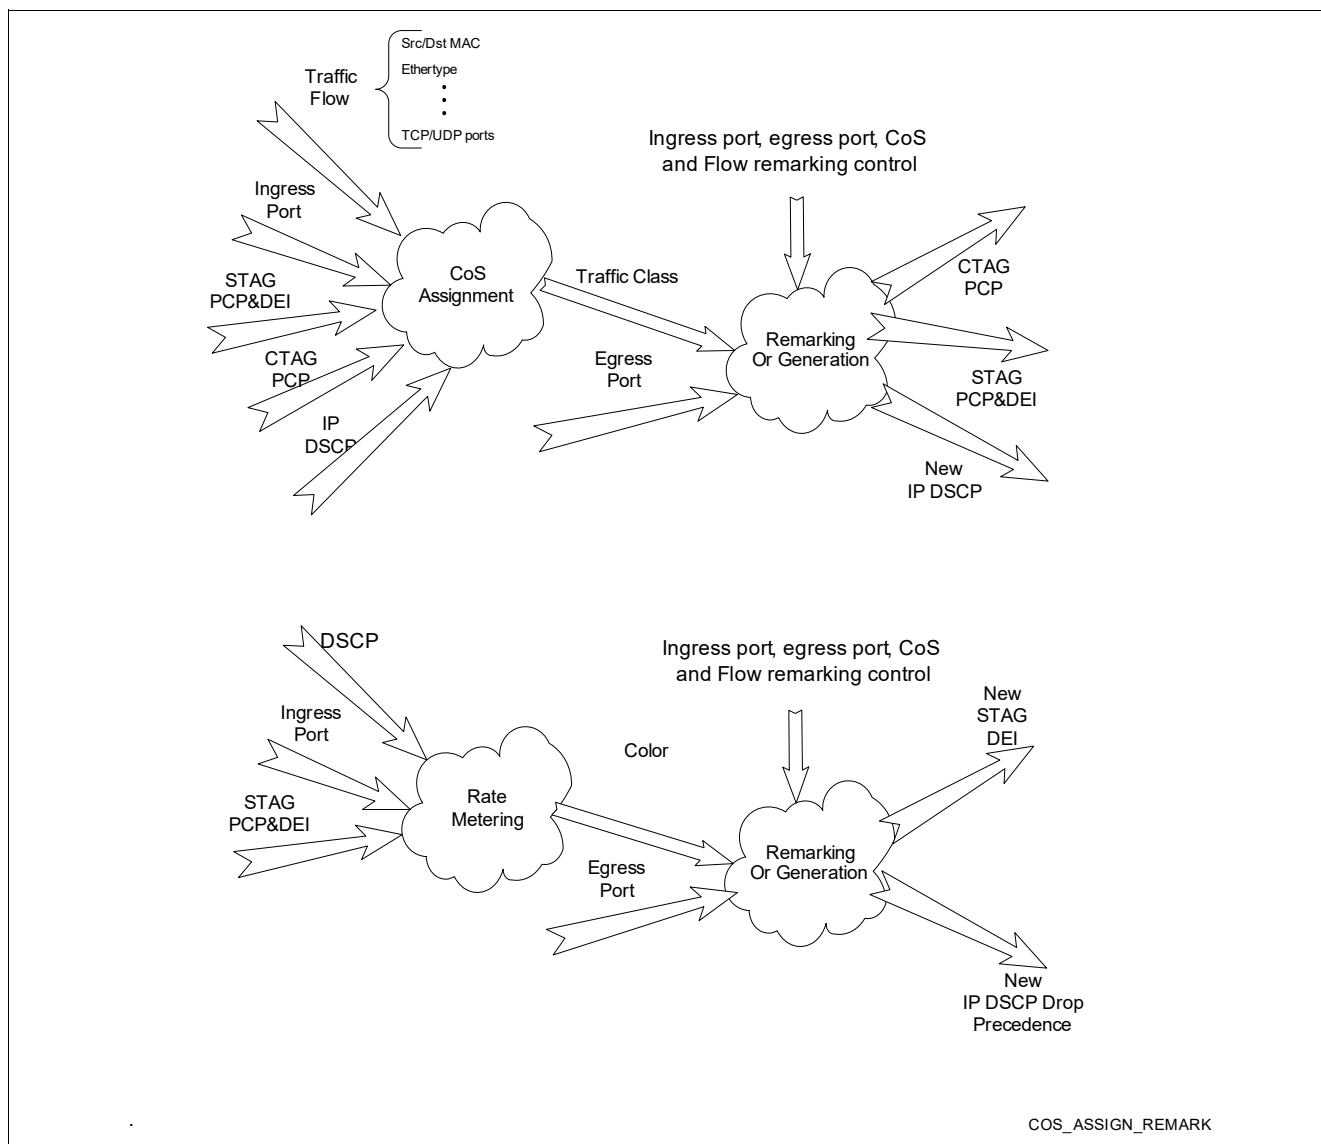 Traffic
Flow
Src/Dst MAC
Ethertype
TCP/UDP ports
Ingress port, egress port, CoS
and Flow remarking control
Ingress
Port
STAG
PCP&DEI
CTAG
PCP
IP
DSCP
CoS
Assignment
Traffic Class
Egress
Port
Remarking
Or Generation
CTAG
PCP
STAG
PCP&DEI
New
IP DSCP
DSCP
Ingress
Port
STAG
PCP&DEI
Rate
Metering
Color
Ingress port, egress port, CoS
and Flow remarking control
Egress
Port
Remarking
Or Generation
New
STAG
DEI
New
IP DSCP Drop
Precedence
.
COS_ASSIGN_REMARK